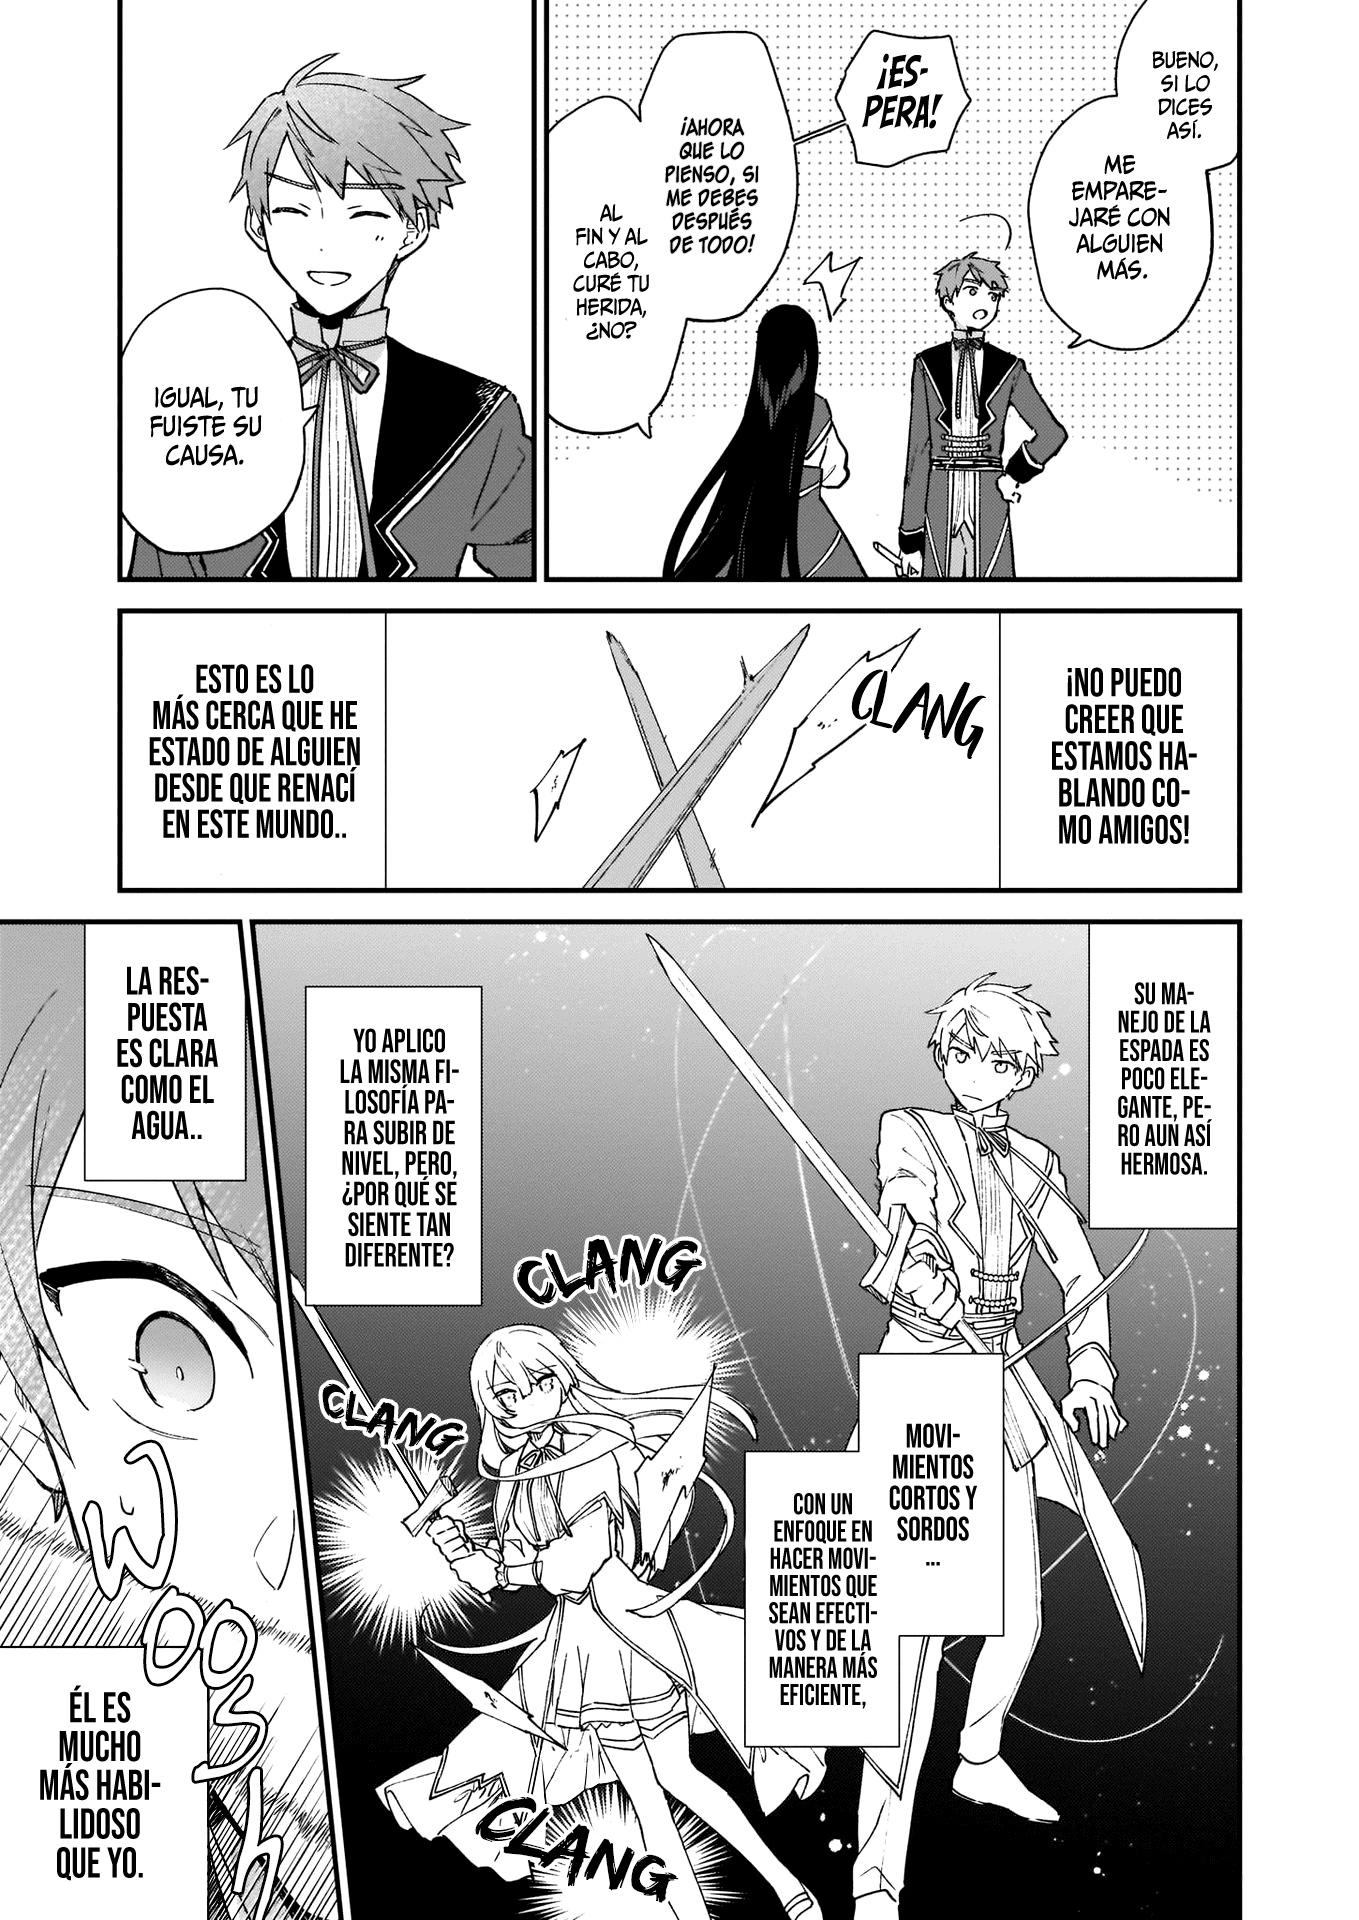 BUENO,
SI LO
DICES
ASÍ.
ME
EMPARE-
JARÉ CON
ALGUIEN
MÁS.
¡ES-
PERA!
¡AHORA
QUE LO
PIENSO, SI
ME DEBES
DESPUÉS
DE TODO!
AL
FIN Y AL
CABO,
CURÉ TU
HERIDA,
¿NO?
IGUAL, TU
FUISTE SU
CAUSA.
¡NO PUEDO
CREER QUE
ESTAMOS HA-
BLANDO CO-
MO AMIGOS!
CLANG
ESTO ES LO
MÁS CERCA QUE HE
ESTADO DE ALGUIEN
DESDE QUE RENACÍ
EN ESTE MUNDO..
SU MA-
NEJO DE LA
ESPADA ES
POCO ELE-
GANTE, PE-
RO AUN ASÍ
HERMOSA.
MOVI-
MIENTOS
CORTOS Y
SORDOS
...
CON UN
ENFOQUE EN
HACER MOVI-
MIENTOS QUE
SEAN EFECTI-
VOS Y DE LA
MANERA MÁS
EFICIENTE,
YO APLICO
LA MISMA FI-
LOSOFÍA PA-
RA SUBIR DE
NIVEL, PERO,
¿POR QUÉ SE
SIENTE TAN
DIFERENTE?
CLANG
CLANG
CLANG
LA RES-
PUESTA
ES CLARA
COMO EL
AGUA..
WOOSH
ÉL ES
MUCHO
MÁS HABI-
LIDOSO
QUE YO.